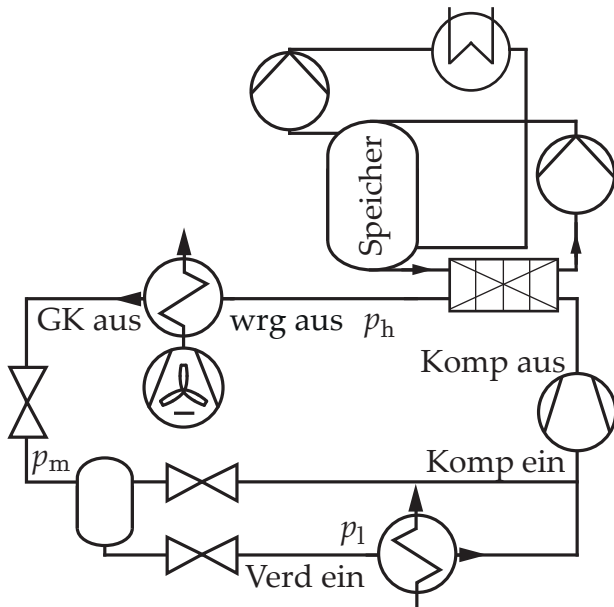 Speicher
GK aus
wrg aus
p_h
Komp aus
p_m
Komp ein
p_l
Verd ein